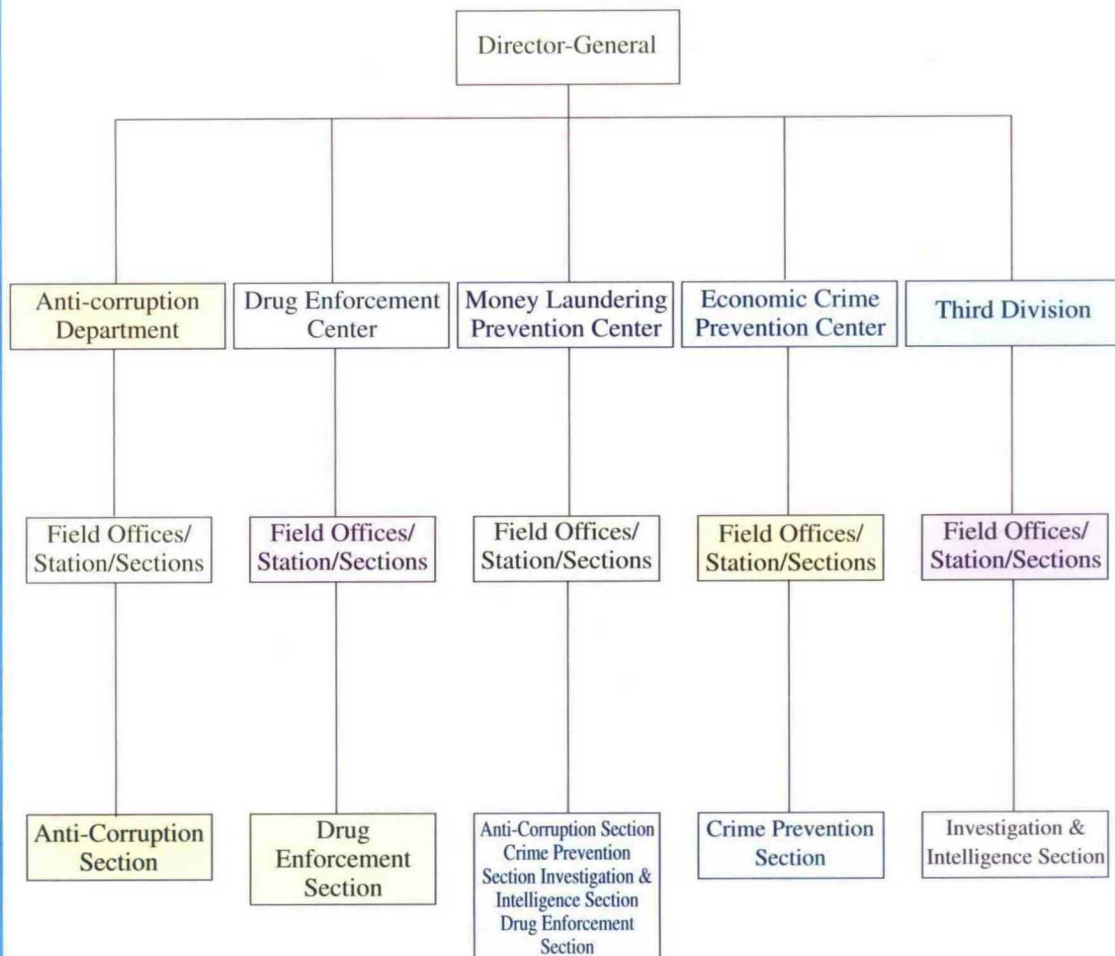 Director-General
Anti-corruption
Department
Drug Enforcement
Center
Money Laundering
Prevention Center
Economic Crime
Prevention Center
Third Division
Field Offices/
Station/Sections
Field Offices/
Station/Sections
Field Offices/
Station/Sections
Field Offices/
Station/Sections
Field Offices/
Station/Sections
Anti-Corruption
Section
Drug
Enforcement
Section
Anti-Corruption Section
Crime Prevention
Section Investigation &
Intelligence Section
Drug Enforcement
Section
Crime Prevention
Section
Investigation &
Intelligence Section